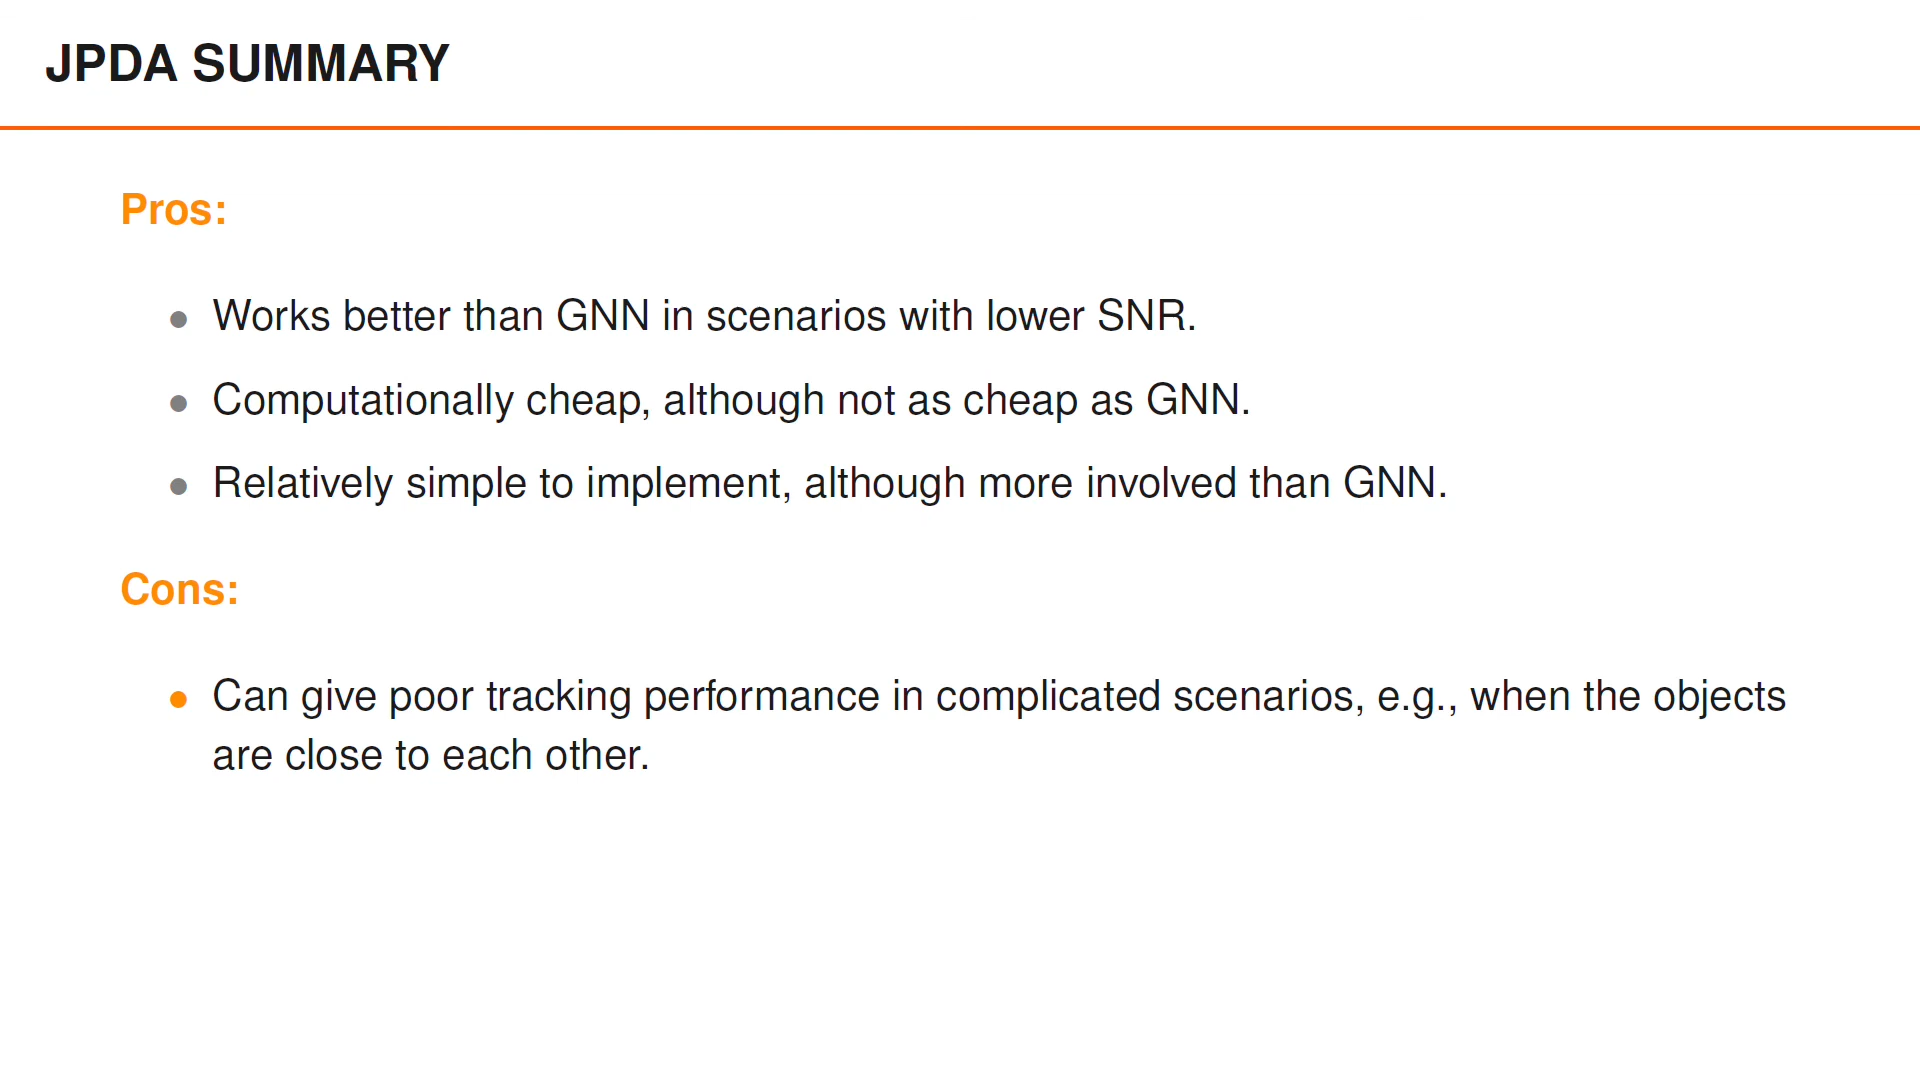 JPDA SUMMARY
Pros:
Works better than GNN in scenarios with lower SNR.
Computationally cheap, although not as cheap as GNN.
Relatively simple to implement, although more involved than GNN.
Cons:
Can give poor tracking performance in complicated scenarios, e.g., when the objects
are close to each other.